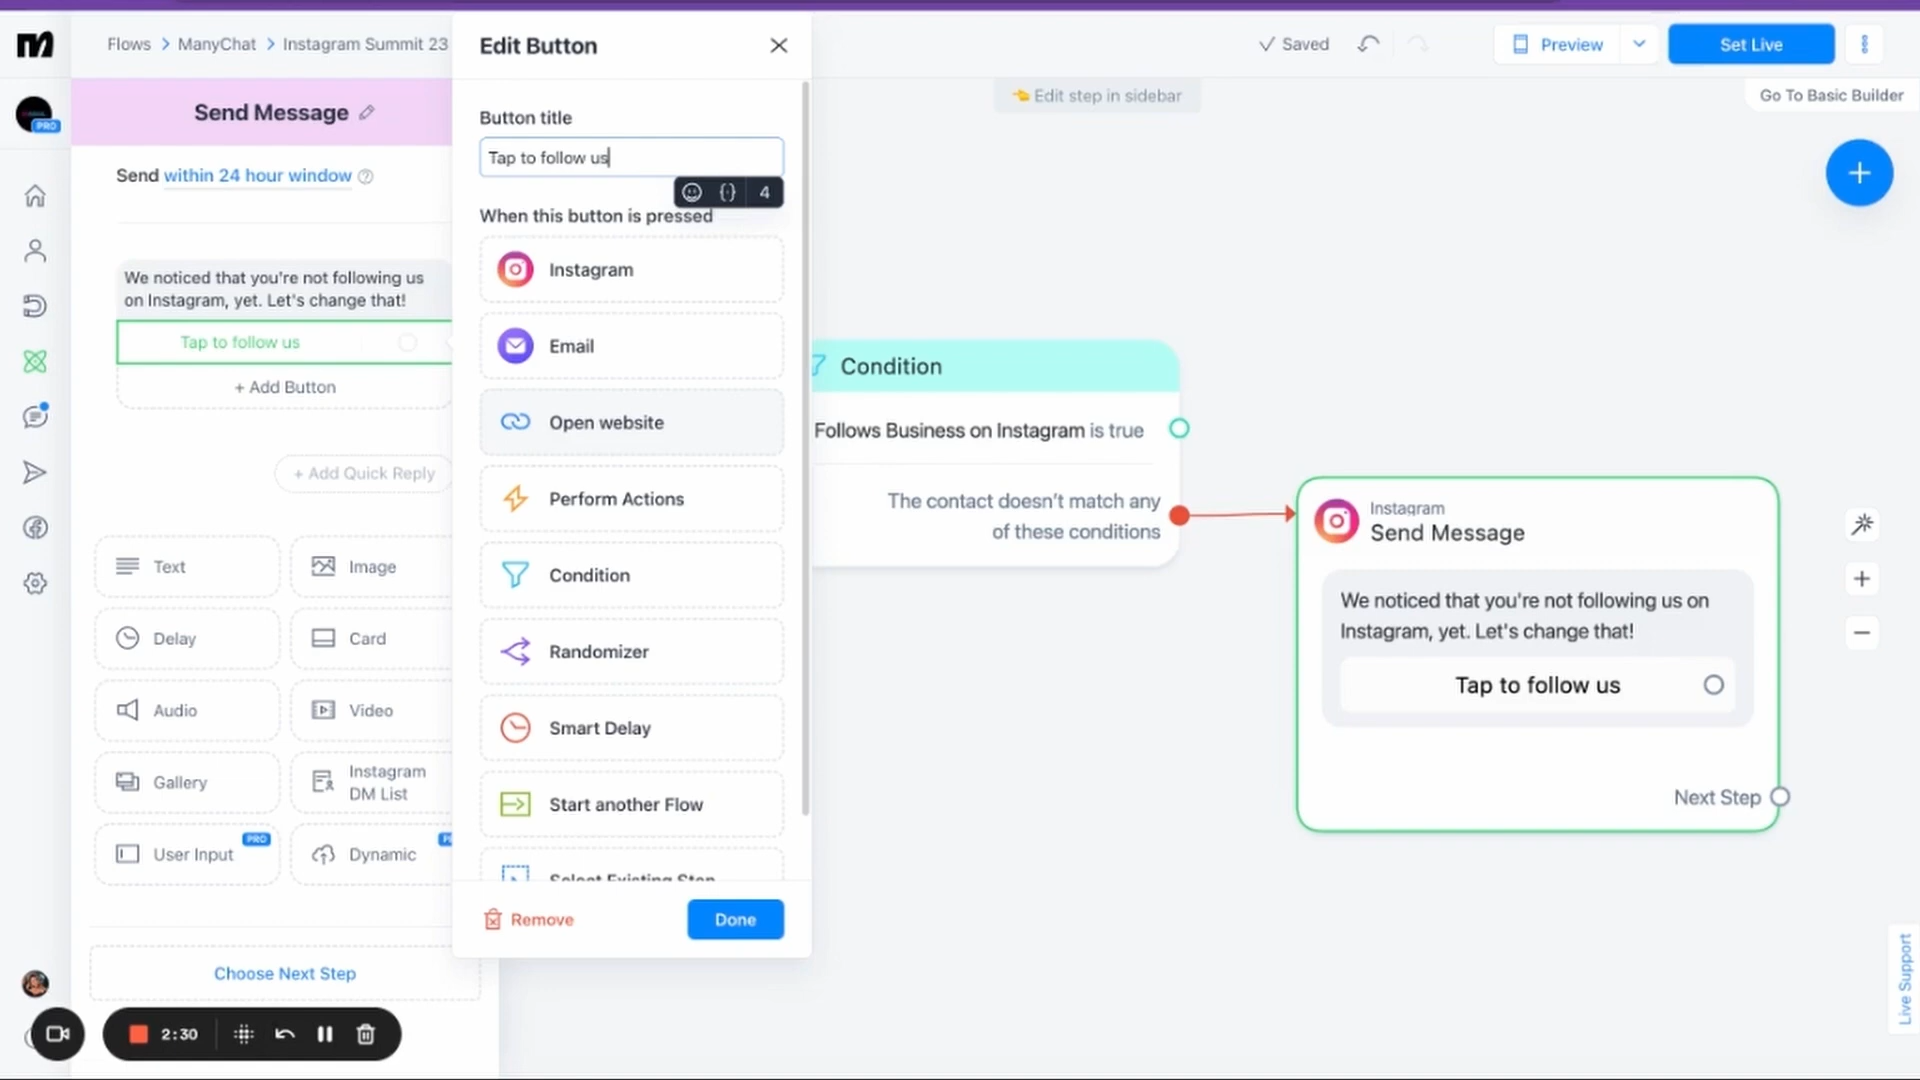 Flows > ManyChat > Instagram Summit 23
Edit Button
Saved
Preview
Set Live
PRO
Send Message
Edit step in sidebar
Go To Basic Builder
Send within 24 hour window
Button title
Tap to follow us
4
When this button is pressed
We noticed that you're not following us
on Instagram, yet. Let's change that!
Tap to follow us
+ Add Button
+ Add Quick Reply
Text
Image
Delay
Card
Audio
Video
Gallery
Instagram
DM List
User Input
PRO
Dynamic
Choose Next Step
Instagram
Email
Open website
Perform Actions
Condition
Randomizer
Smart Delay
Start another Flow
Select Existing Step
Remove
Done
Condition
Follows Business on Instagram is true
The contact doesn't match any
of these conditions
Instagram
Send Message
We noticed that you're not following us on
Instagram, yet. Let's change that!
Tap to follow us
Next Step
Live Support
2:30